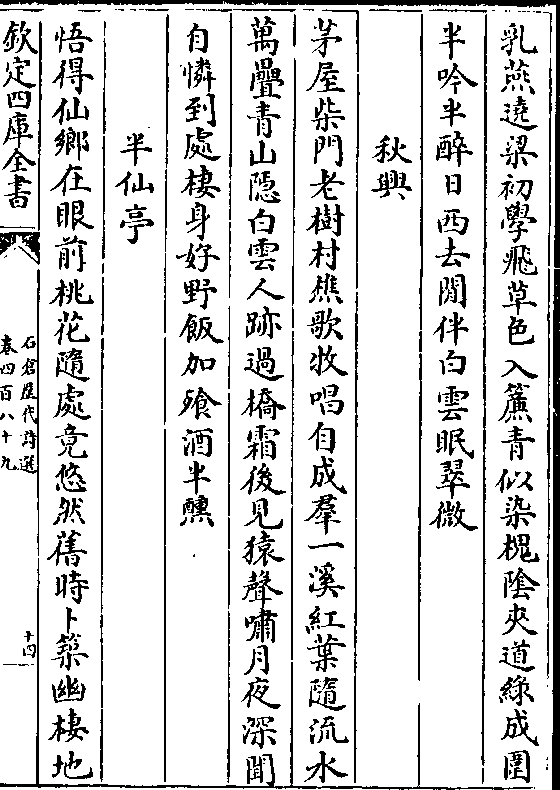 乳燕遶梁初學飛草色入簾青似染槐陰夾道綠成圍
半吟半醉日西去閒伴白雲眠翠微
秋興
茅屋柴門老樹村樵歌牧唱自成羣一溪紅葉隨流水
萬疊青山隱白雲人跡過橋霜後見猿聲嘯月夜深聞
自憐到處棲身好野飯加飱酒半醺
半仙亭
悟得仙鄉在眼前桃花隨處竟悠然舊時卜築幽棲地
欽定四庫全書
石倉歷代詩選
卷四百八十九
十四